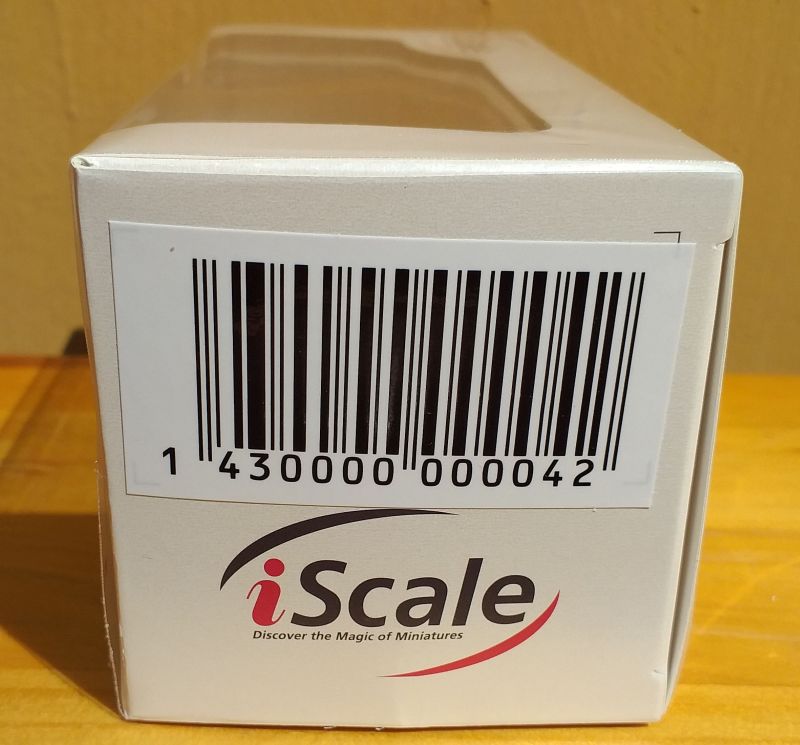 1 430000 000042
iScale
Discover the Magic of Miniatures